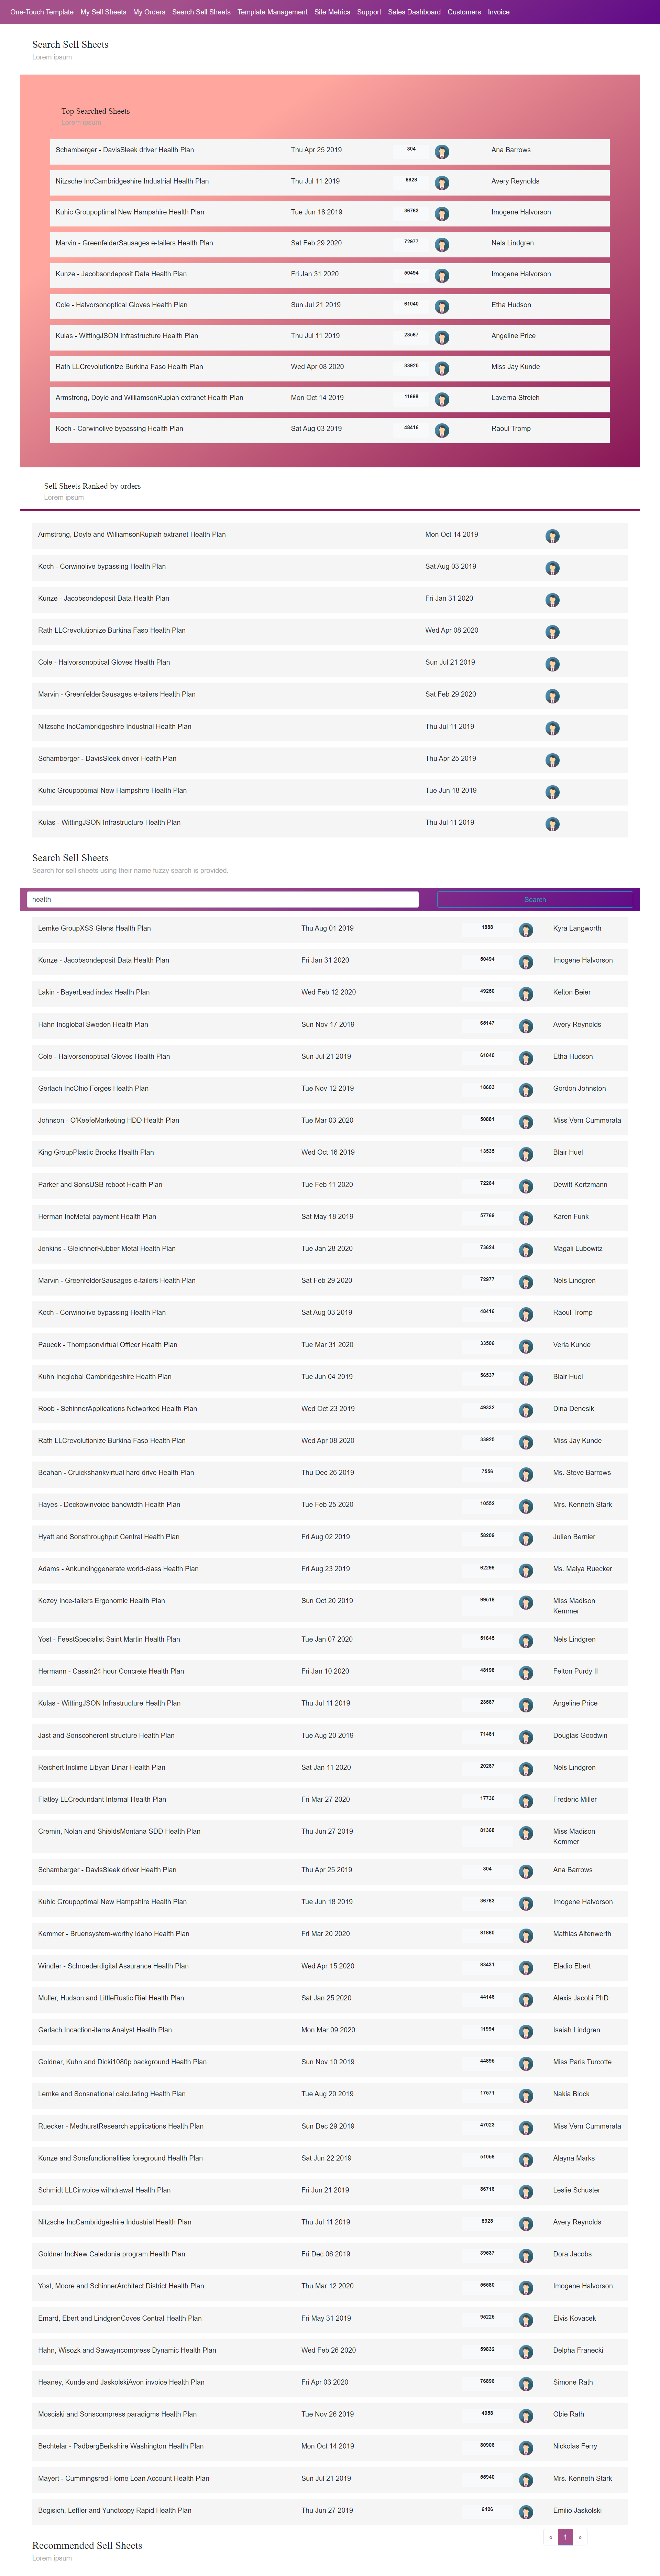 One-Touch Template My Sell Sheets My Orders Search Sell Sheets Template Management Site Metrics Support Sales Dashboard Customers Invoice
Search Sell Sheets
Lorem ipsum
Top Searched Sheets
Lorem ipsum
Schamberger - DavisSleek driver Health Plan Thu Apr 25 2019 304 Ana Barrows
Nitzsche IncCambridgeshire Industrial Health Plan Thu Jul 11 2019 8928 Avery Reynolds
Kuhic Groupoptimal New Hampshire Health Plan Tue Jun 18 2019 36763 Imogene Halvorson
Marvin - GreenfelderSausages e-tailers Health Plan Sat Feb 29 2020 72977 Nels Lindgren
Kunze - Jacobsondeposit Data Health Plan Fri Jan 31 2020 50494 Imogene Halvorson
Cole - Halvorsonoptical Gloves Health Plan Sun Jul 21 2019 61040 Etha Hudson
Kulas - WittingJSON Infrastructure Health Plan Thu Jul 11 2019 23567 Angeline Price
Rath LLCrevolutionize Burkina Faso Health Plan Wed Apr 08 2020 33925 Miss Jay Kunde
Armstrong, Doyle and WilliamsonRupiah extranet Health Plan Mon Oct 14 2019 11698 Laverna Streich
Koch - Corwinolive bypassing Health Plan Sat Aug 03 2019 48416 Raoul Tromp
Sell Sheets Ranked by orders
Lorem ipsum
Armstrong, Doyle and WilliamsonRupiah extranet Health Plan Mon Oct 14 2019
Koch - Corwinolive bypassing Health Plan Sat Aug 03 2019
Kunze - Jacobsondeposit Data Health Plan Fri Jan 31 2020
Rath LLCrevolutionize Burkina Faso Health Plan Wed Apr 08 2020
Cole - Halvorsonoptical Gloves Health Plan Sun Jul 21 2019
Marvin - GreenfelderSausages e-tailers Health Plan Sat Feb 29 2020
Nitzsche IncCambridgeshire Industrial Health Plan Thu Jul 11 2019
Schamberger - DavisSleek driver Health Plan Thu Apr 25 2019
Kuhic Groupoptimal New Hampshire Health Plan Tue Jun 18 2019
Kulas - WittingJSON Infrastructure Health Plan Thu Jul 11 2019
Search Sell Sheets
Search for sell sheets using their name fuzzy search is provided.
health Search
Lemke GroupXSS Glens Health Plan Thu Aug 01 2019 1888 Kyra Langworth
Kunze - Jacobsondeposit Data Health Plan Fri Jan 31 2020 50494 Imogene Halvorson
Lakin - BayerLead index Health Plan Wed Feb 12 2020 49250 Kelton Beier
Hahn Incglobal Sweden Health Plan Sun Nov 17 2019 65147 Avery Reynolds
Cole - Halvorsonoptical Gloves Health Plan Sun Jul 21 2019 61040 Etha Hudson
Gerlach IncOhio Forges Health Plan Tue Nov 12 2019 18603 Gordon Johnston
Johnson - O'KeefeMarketing HDD Health Plan Tue Mar 03 2020 50881 Miss Vern Cummerata
King GroupPlastic Brooks Health Plan Wed Oct 16 2019 13535 Blair Huel
Parker and SonsUSB reboot Health Plan Tue Feb 11 2020 72264 Dewitt Kertzmann
Herman IncMetal payment Health Plan Sat May 18 2019 57769 Karen Funk
Jenkins - GleichnerRubber Metal Health Plan Tue Jan 28 2020 73624 Magali Lubowitz
Marvin - GreenfelderSausages e-tailers Health Plan Sat Feb 29 2020 72977 Nels Lindgren
Koch - Corwinolive bypassing Health Plan Sat Aug 03 2019 48416 Raoul Tromp
Paucek - Thompsonvirtual Officer Health Plan Tue Mar 31 2020 33506 Verla Kunde
Kuhn Incglobal Cambridgeshire Health Plan Tue Jun 04 2019 56537 Blair Huel
Roob - SchinnerApplications Networked Health Plan Wed Oct 23 2019 49332 Dina Denesik
Rath LLCrevolutionize Burkina Faso Health Plan Wed Apr 08 2020 33925 Miss Jay Kunde
Beahan - Cruickshankvirtual hard drive Health Plan Thu Dec 26 2019 7556 Ms. Steve Barrows
Hayes - Deckowinvoice bandwidth Health Plan Tue Feb 25 2020 10552 Mrs. Kenneth Stark
Hyatt and Sonsthroughput Central Health Plan Fri Aug 02 2019 58209 Julien Bernier
Adams - Ankundinggenerate world-class Health Plan Fri Aug 23 2019 62299 Ms. Maiya Ruecker
Kozey Ince-tailers Ergonomic Health Plan Sun Oct 20 2019 99518 Miss Madison
Kemmer
Yost - FeestSpecialist Saint Martin Health Plan Tue Jan 07 2020 51645 Nels Lindgren
Hermann - Cassin24 hour Concrete Health Plan Fri Jan 10 2020 48198 Felton Purdy II
Kulas - WittingJSON Infrastructure Health Plan Thu Jul 11 2019 23567 Angeline Price
Jast and Sonscoherent structure Health Plan Tue Aug 20 2019 71461 Douglas Goodwin
Reichert Inclime Libyan Dinar Health Plan Sat Jan 11 2020 20267 Nels Lindgren
Flatley LLCredundant Internal Health Plan Fri Mar 27 2020 17730 Frederic Miller
Cremin, Nolan and ShieldsMontana SDD Health Plan Thu Jun 27 2019 81368 Miss Madison
Kemmer
Schamberger - DavisSleek driver Health Plan Thu Apr 25 2019 304 Ana Barrows
Kuhic Groupoptimal New Hampshire Health Plan Tue Jun 18 2019 36763 Imogene Halvorson
Kemmer - Bruensystem-worthy Idaho Health Plan Fri Mar 20 2020 81860 Mathias Altenwerth
Windler - Schroederdigital Assurance Health Plan Wed Apr 15 2020 83431 Eladio Ebert
Muller, Hudson and LittleRustic Riel Health Plan Sat Jan 25 2020 44146 Alexis Jacobi PhD
Gerlach Incaction-items Analyst Health Plan Mon Mar 09 2020 11994 Isaiah Lindgren
Goldner, Kuhn and Dicki1080p background Health Plan Sun Nov 10 2019 44895 Miss Paris Turcotte
Lemke and Sonsnational calculating Health Plan Tue Aug 20 2019 17571 Nakia Block
Ruecker - MedhurstResearch applications Health Plan Sun Dec 29 2019 47023 Miss Vern Cummerata
Kunze and Sonsfunctionalities foreground Health Plan Sat Jun 22 2019 51058 Alayna Marks
Schmidt LLCinvoice withdrawal Health Plan Fri Jun 21 2019 86716 Leslie Schuster
Nitzsche IncCambridgeshire Industrial Health Plan Thu Jul 11 2019 8928 Avery Reynolds
Goldner IncNew Caledonia program Health Plan Fri Dec 06 2019 39537 Dora Jacobs
Yost, Moore and SchinnerArchitect District Health Plan Thu Mar 12 2020 56580 Imogene Halvorson
Emard, Ebert and LindgrenCoves Central Health Plan Fri May 31 2019 95225 Elvis Kovacek
Hahn, Wisozk and Sawayncompress Dynamic Health Plan Wed Feb 26 2020 59832 Delpha Franecki
Heaney, Kunde and JaskolskiAvon invoice Health Plan Fri Apr 03 2020 76896 Simone Rath
Mosciski and Sonscompress paradigms Health Plan Tue Nov 26 2019 4958 Obie Rath
Bechtelar - PadbergBerkshire Washington Health Plan Mon Oct 14 2019 80906 Nickolas Ferry
Mayert - Cummingsred Home Loan Account Health Plan Sun Jul 21 2019 55940 Mrs. Kenneth Stark
Bogisich, Leffler and Yundtcopy Rapid Health Plan Thu Jun 27 2019 6426 Emilio Jaskolski
« 1 »
Recommended Sell Sheets
Lorem ipsum